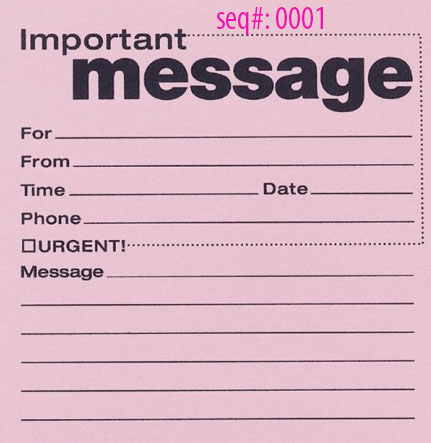 seq#: 0001
Important
message
For
From
Time Date
Phone
☐URGENT!
Message